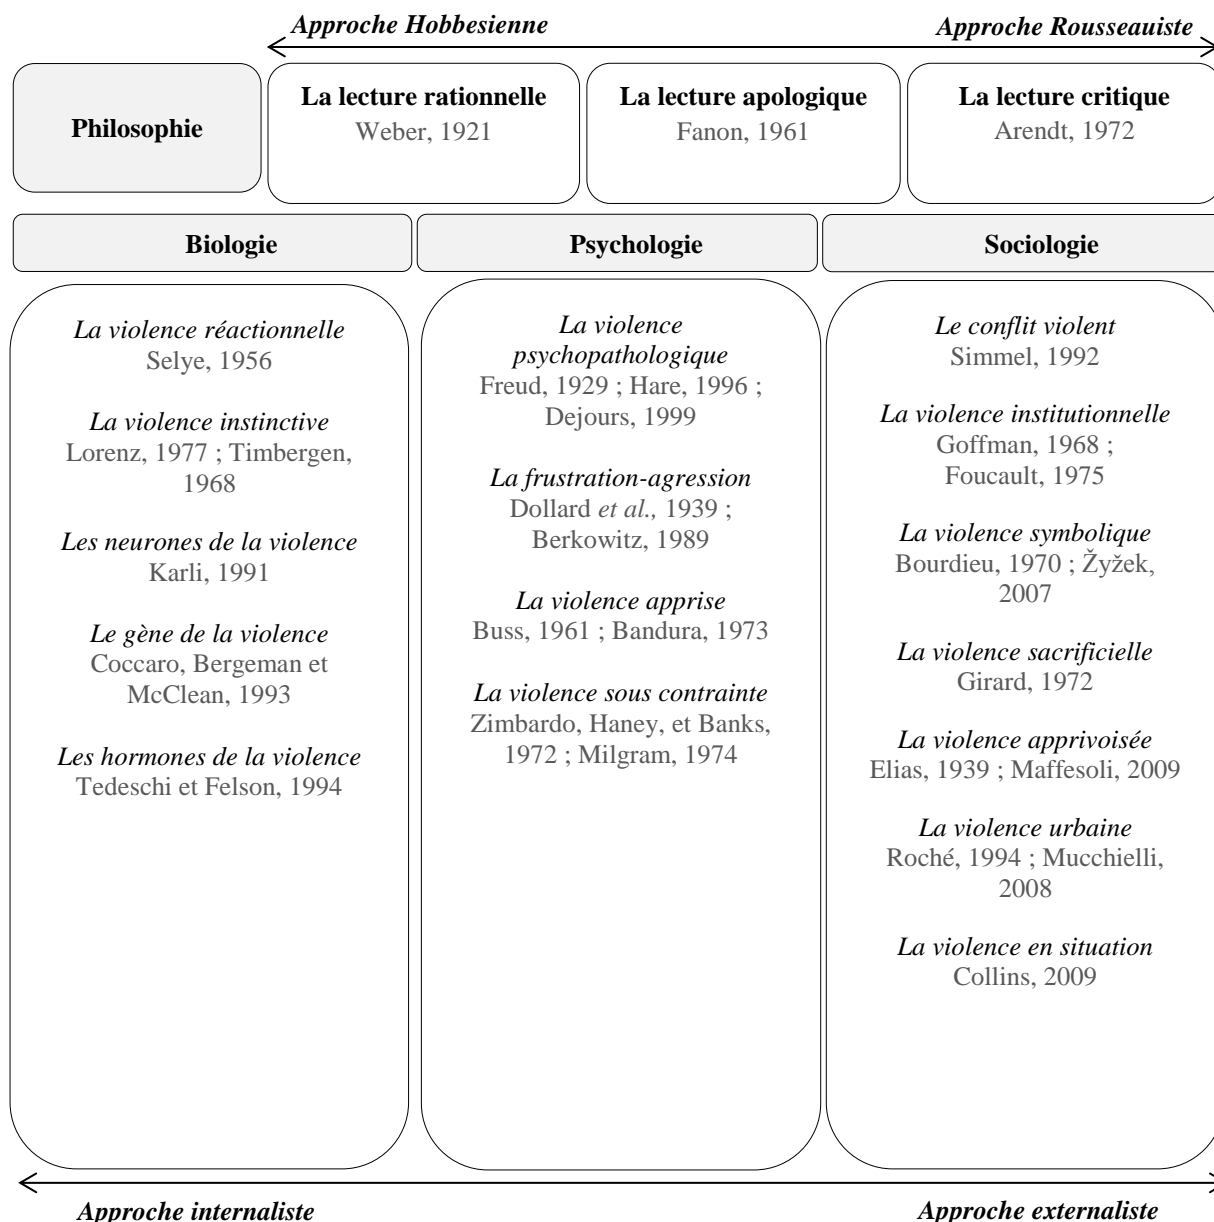 Approche Hobbesienne
Approche Rousseauiste
Philosophie
La lecture rationnelle
Weber, 1921
La lecture apologique
Fanon, 1961
La lecture critique
Arendt, 1972
Biologie
Psychologie
Sociologie
La violence réactionnelle
Selye, 1956
La violence instinctive
Lorenz, 1977 ; Timbergen,
1968
Les neurones de la violence
Karli, 1991
Le gène de la violence
Coccaro, Bergeman et
McClean, 1993
Les hormones de la violence
Tedeschi et Felson, 1994
La violence
psychopathologique
Freud, 1929 ; Hare, 1996 ;
Dejours, 1999
La frustration-agression
Dollard et al., 1939 ;
Berkowitz, 1989
La violence apprise
Buss, 1961 ; Bandura, 1973
La violence sous contrainte
Zimbardo, Haney, et Banks,
1972 ; Milgram, 1974
Le conflit violent
Simmel, 1992
La violence institutionnelle
Goffman, 1968 ;
Foucault, 1975
La violence symbolique
Bourdieu, 1970 ; Žyžek,
2007
La violence sacrificielle
Girard, 1972
La violence apprivoisée
Elias, 1939 ; Maffesoli, 2009
La violence urbaine
Roché, 1994 ; Mucchielli,
2008
La violence en situation
Collins, 2009
Approche internaliste
Approche externaliste